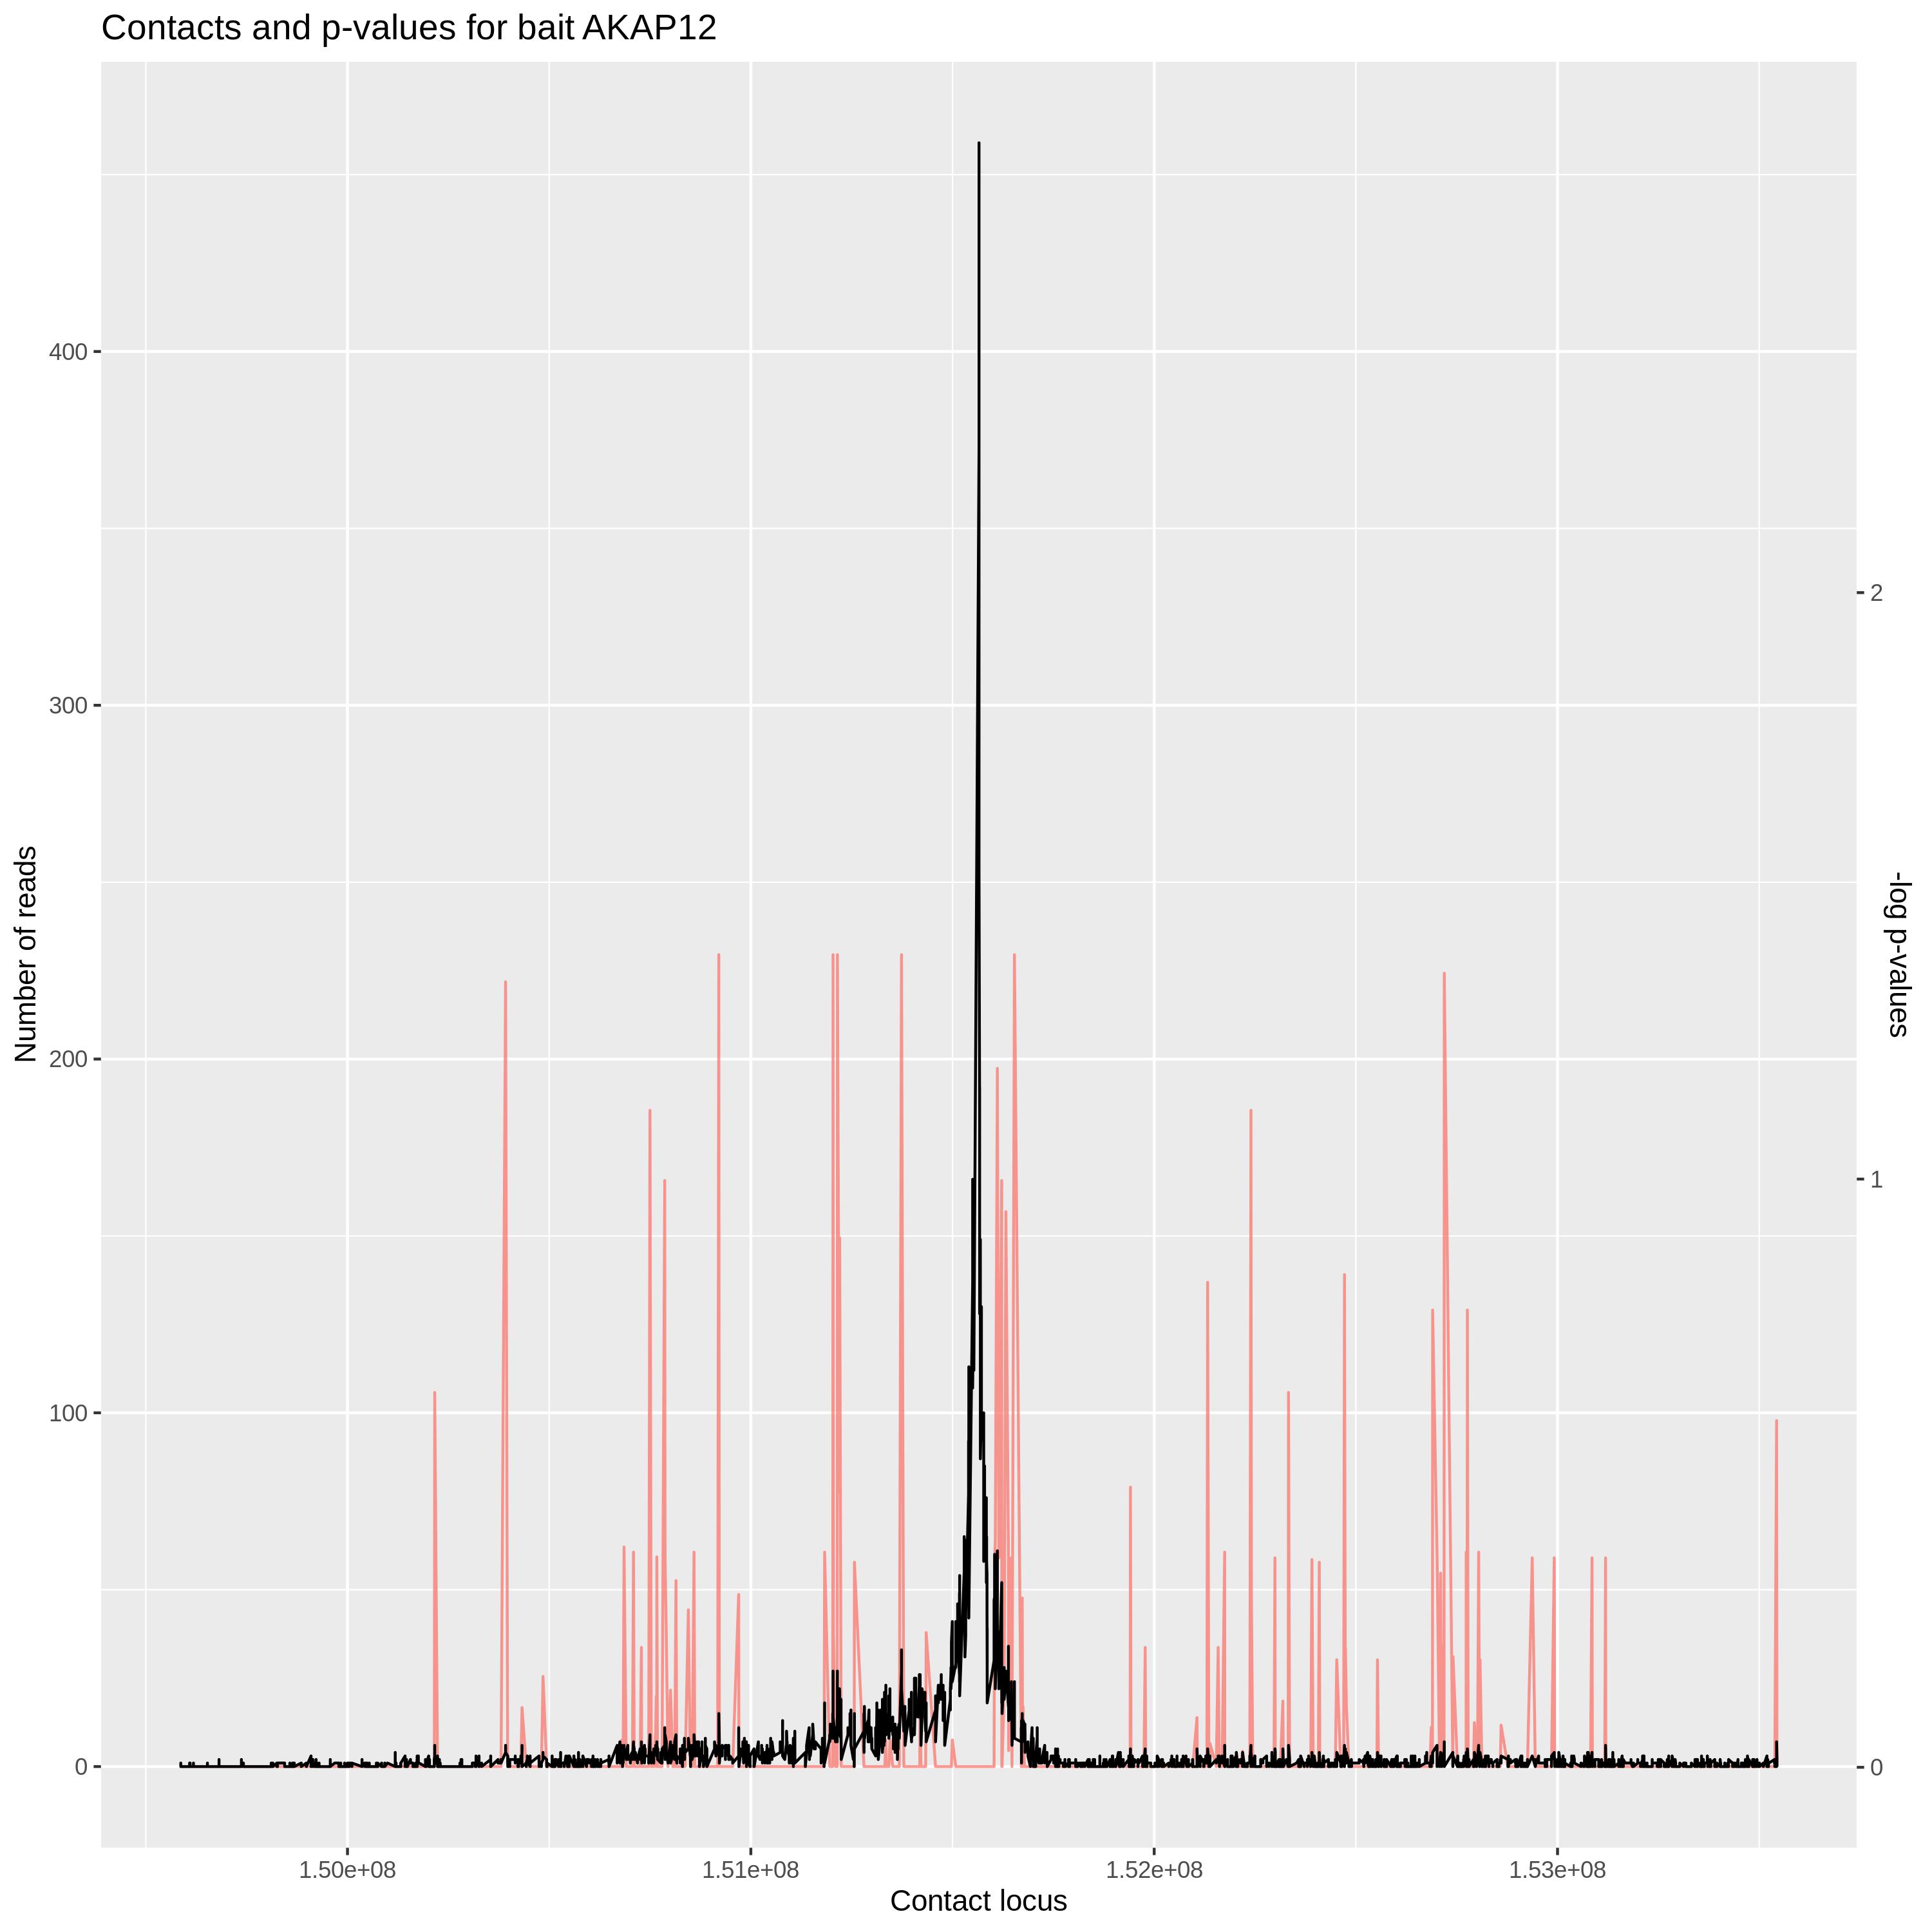 Contacts and p-values for bait AKAP12
400
300
200
100
0
Number of reads
2
1
0
-log p-values
1.50e+08
1.51e+08
1.52e+08
1.53e+08
Contact locus